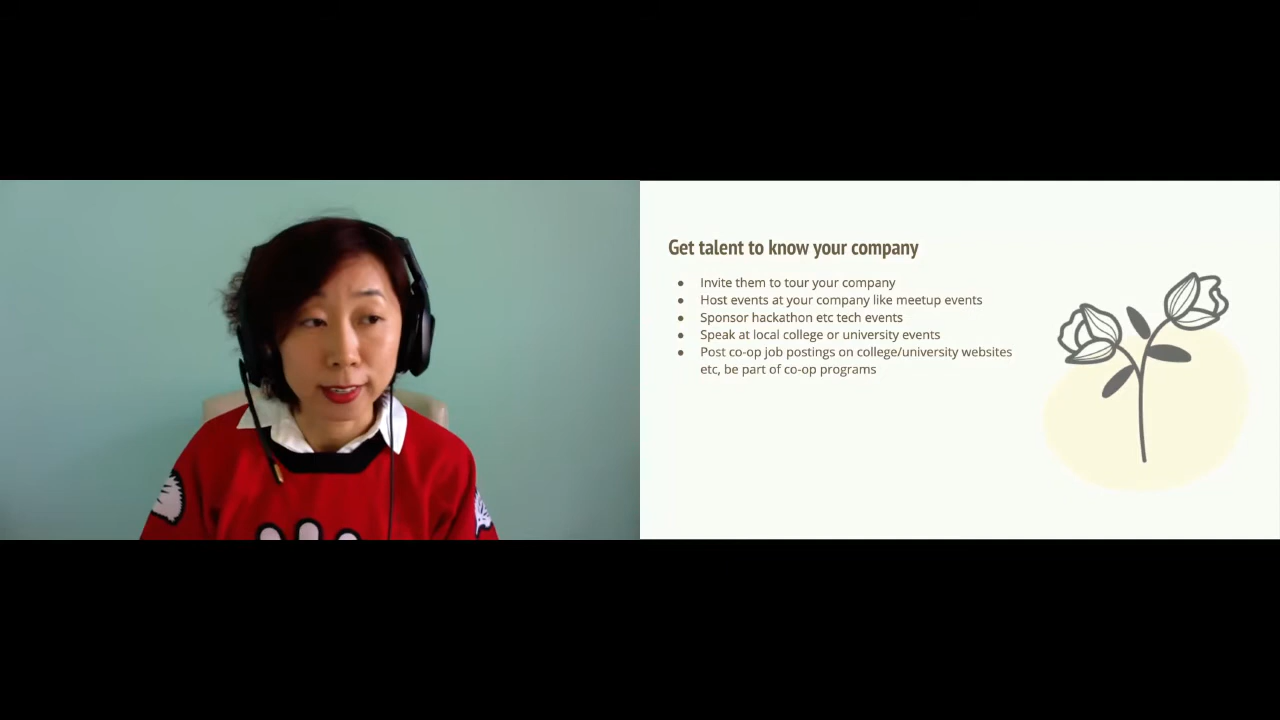 Get talent to know your company
● Invite them to tour your company
● Host events at your company like meetup events
● Sponsor hackathon etc tech events
● Speak at local college or university events
● Post co-op job postings on college/university websites
etc, be part of co-op programs